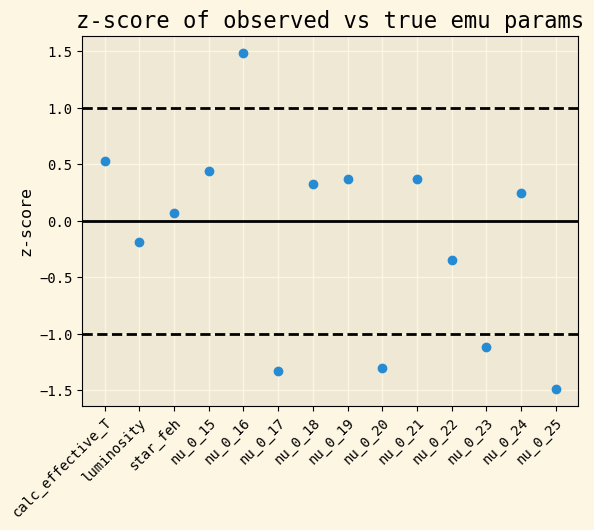 z-score of observed vs true emu params
z-score
1.5
1.0
0.5
0.0
−0.5
−1.0
−1.5
calc_effective_T
luminosity
star_feh
nu_0_15
nu_0_16
nu_0_17
nu_0_18
nu_0_19
nu_0_20
nu_0_21
nu_0_22
nu_0_23
nu_0_24
nu_0_25